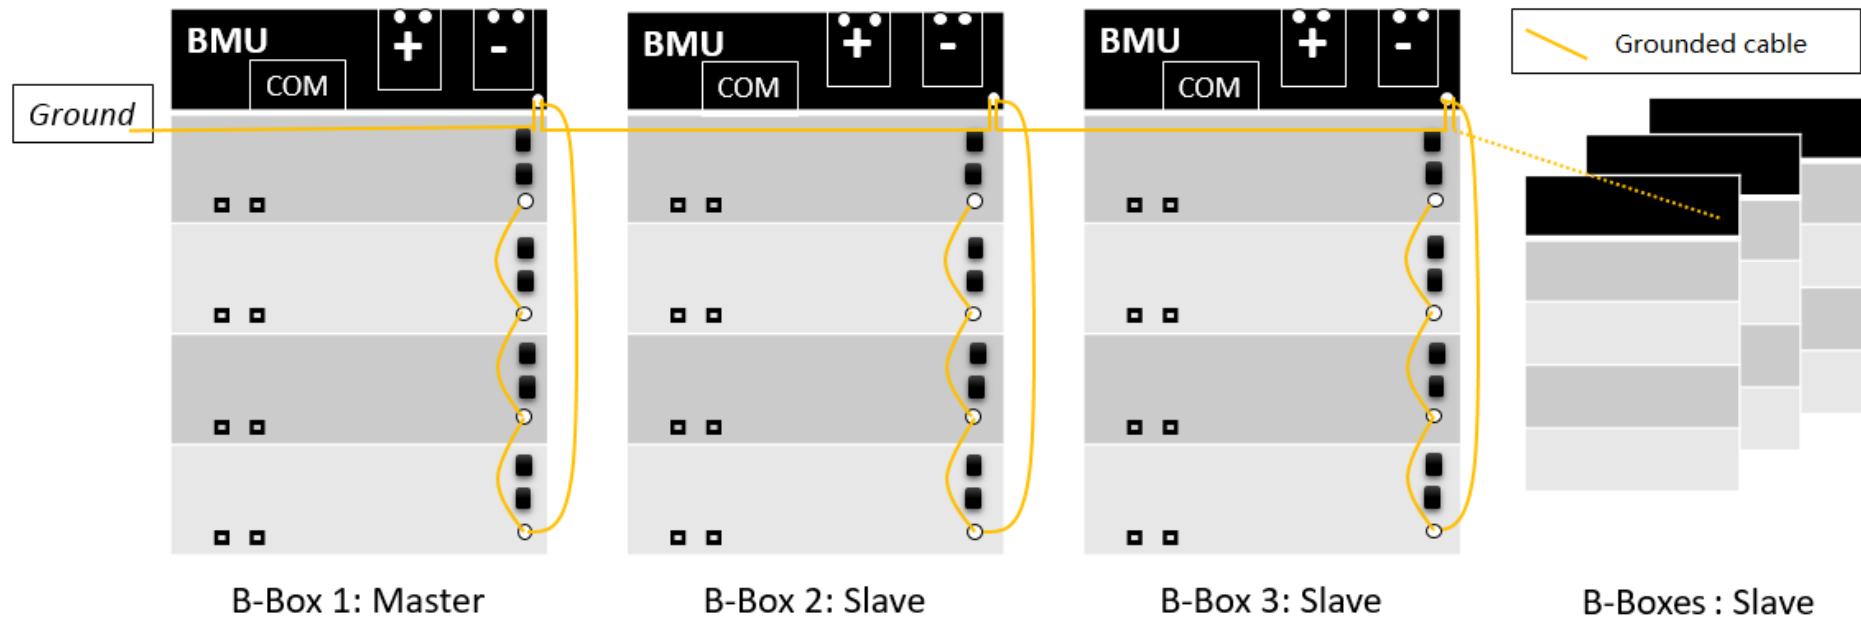 BMU + -
COM
BMU + -
COM
BMU + -
COM
Grounded cable
Ground
B-Box 1: Master
B-Box 2: Slave
B-Box 3: Slave
B-Boxes : Slave